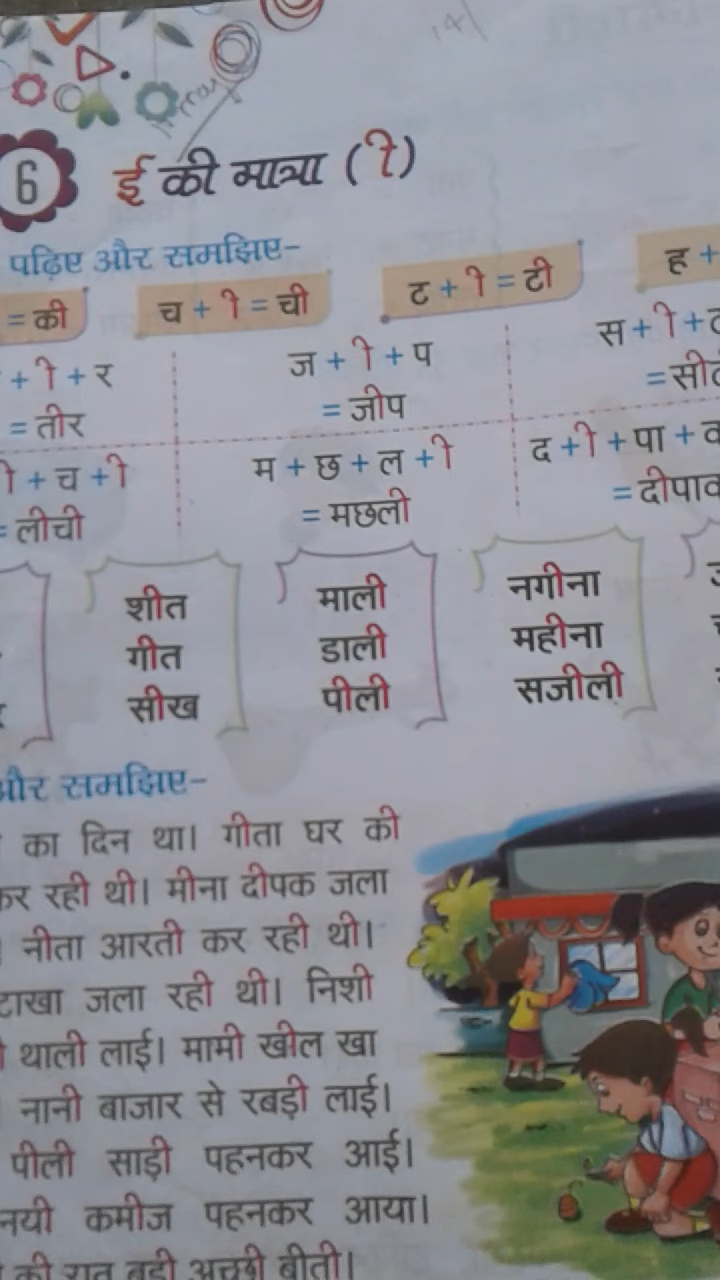 6 ई की मात्रा (ी)
पढ़िए और समझिए-
= की च + ी = ची ट + ी = टी ह +
+ ी + र ज + ी + प स + ी +
= तीर = जीप
ी + च + ी म + छ + ल + ी द + ी + पा +
= लीची = मछली
शीत माली नगीना
गीत डाली महीना
सीख पीली सजीली
और समझिए-
का दिन था। गीता घर की
कर रही थी। मीना दीपक जला
नीता आरती कर रही थी।
जला रही थी। निशी
थाली लाई। मामी खील खा
नानी बाजार से रबड़ी लाई।
पीली साड़ी पहनकर आई।
नयी कमीज पहनकर आया।
की रात बड़ी अच्छी बीती।